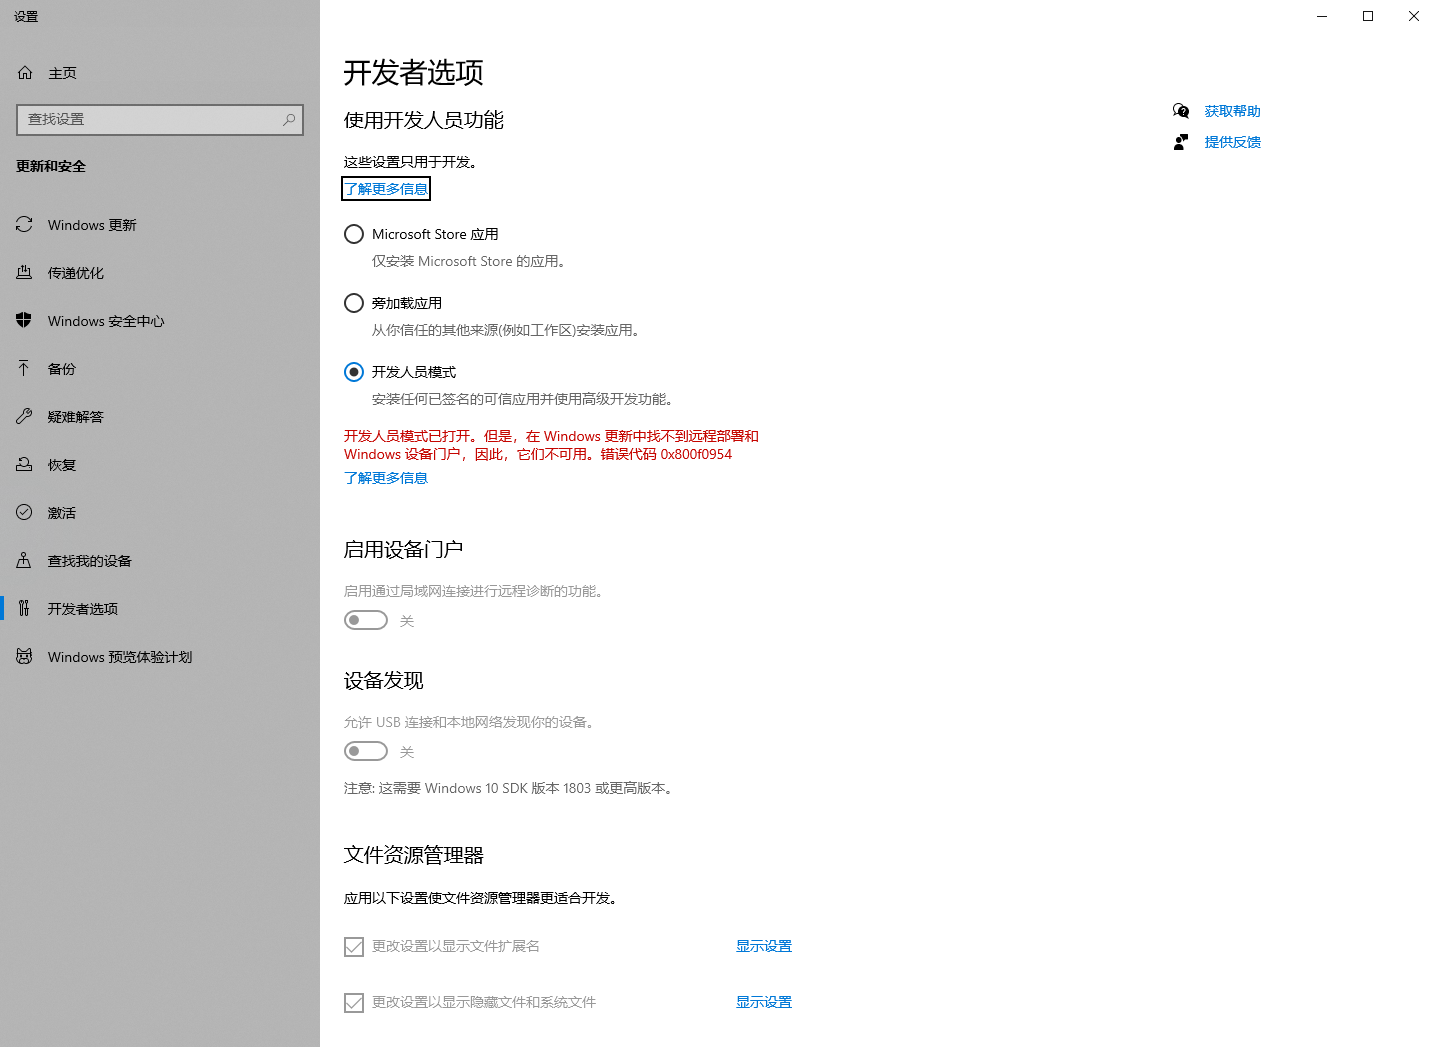 设置
主页
查找设置
更新和安全
Windows 更新
传递优化
Windows 安全中心
备份
疑难解答
恢复
激活
查找我的设备
开发者选项
Windows 预览体验计划
开发者选项
使用开发人员功能
这些设置只用于开发。
了解更多信息
Microsoft Store 应用
仅安装 Microsoft Store 的应用。
旁加载应用
从你信任的其他来源(例如工作区)安装应用。
开发人员模式
安装任何已签名的可信应用并使用高级开发功能。
开发人员模式已打开。但是，在 Windows 更新中找不到远程部署和
Windows 设备门户，因此，它们不可用。错误代码 0x800f0954
了解更多信息
启用设备门户
启用通过局域网连接进行远程诊断的功能。
关
设备发现
允许 USB 连接和本地网络发现你的设备。
关
注意: 这需要 Windows 10 SDK 版本 1803 或更高版本。
文件资源管理器
应用以下设置使文件资源管理器更适合开发。
更改设置以显示文件扩展名
显示设置
更改设置以显示隐藏文件和系统文件
显示设置
获取帮助
提供反馈